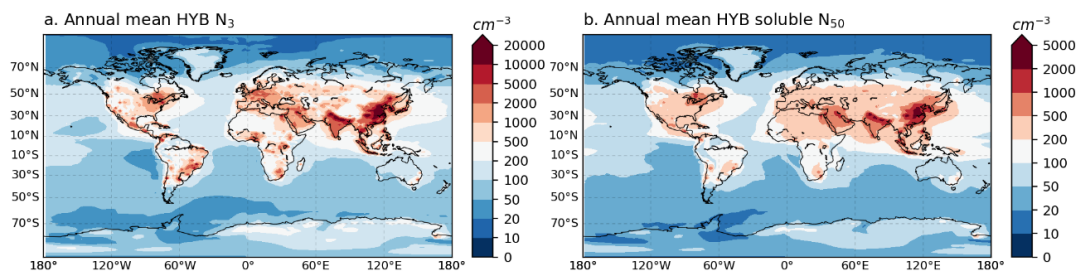 a. Annual mean HYB N₃
cm⁻³
20000
10000
5000
2000
1000
500
200
100
50
20
10
0
70°N
50°N
30°N
10°N
10°S
30°S
50°S
70°S
180°
120°W
60°W
0°
60°E
120°E
180°
b. Annual mean HYB soluble N₅₀
cm⁻³
5000
2000
1000
500
200
100
50
20
10
0
70°N
50°N
30°N
10°N
10°S
30°S
50°S
70°S
180°
120°W
60°W
0°
60°E
120°E
180°